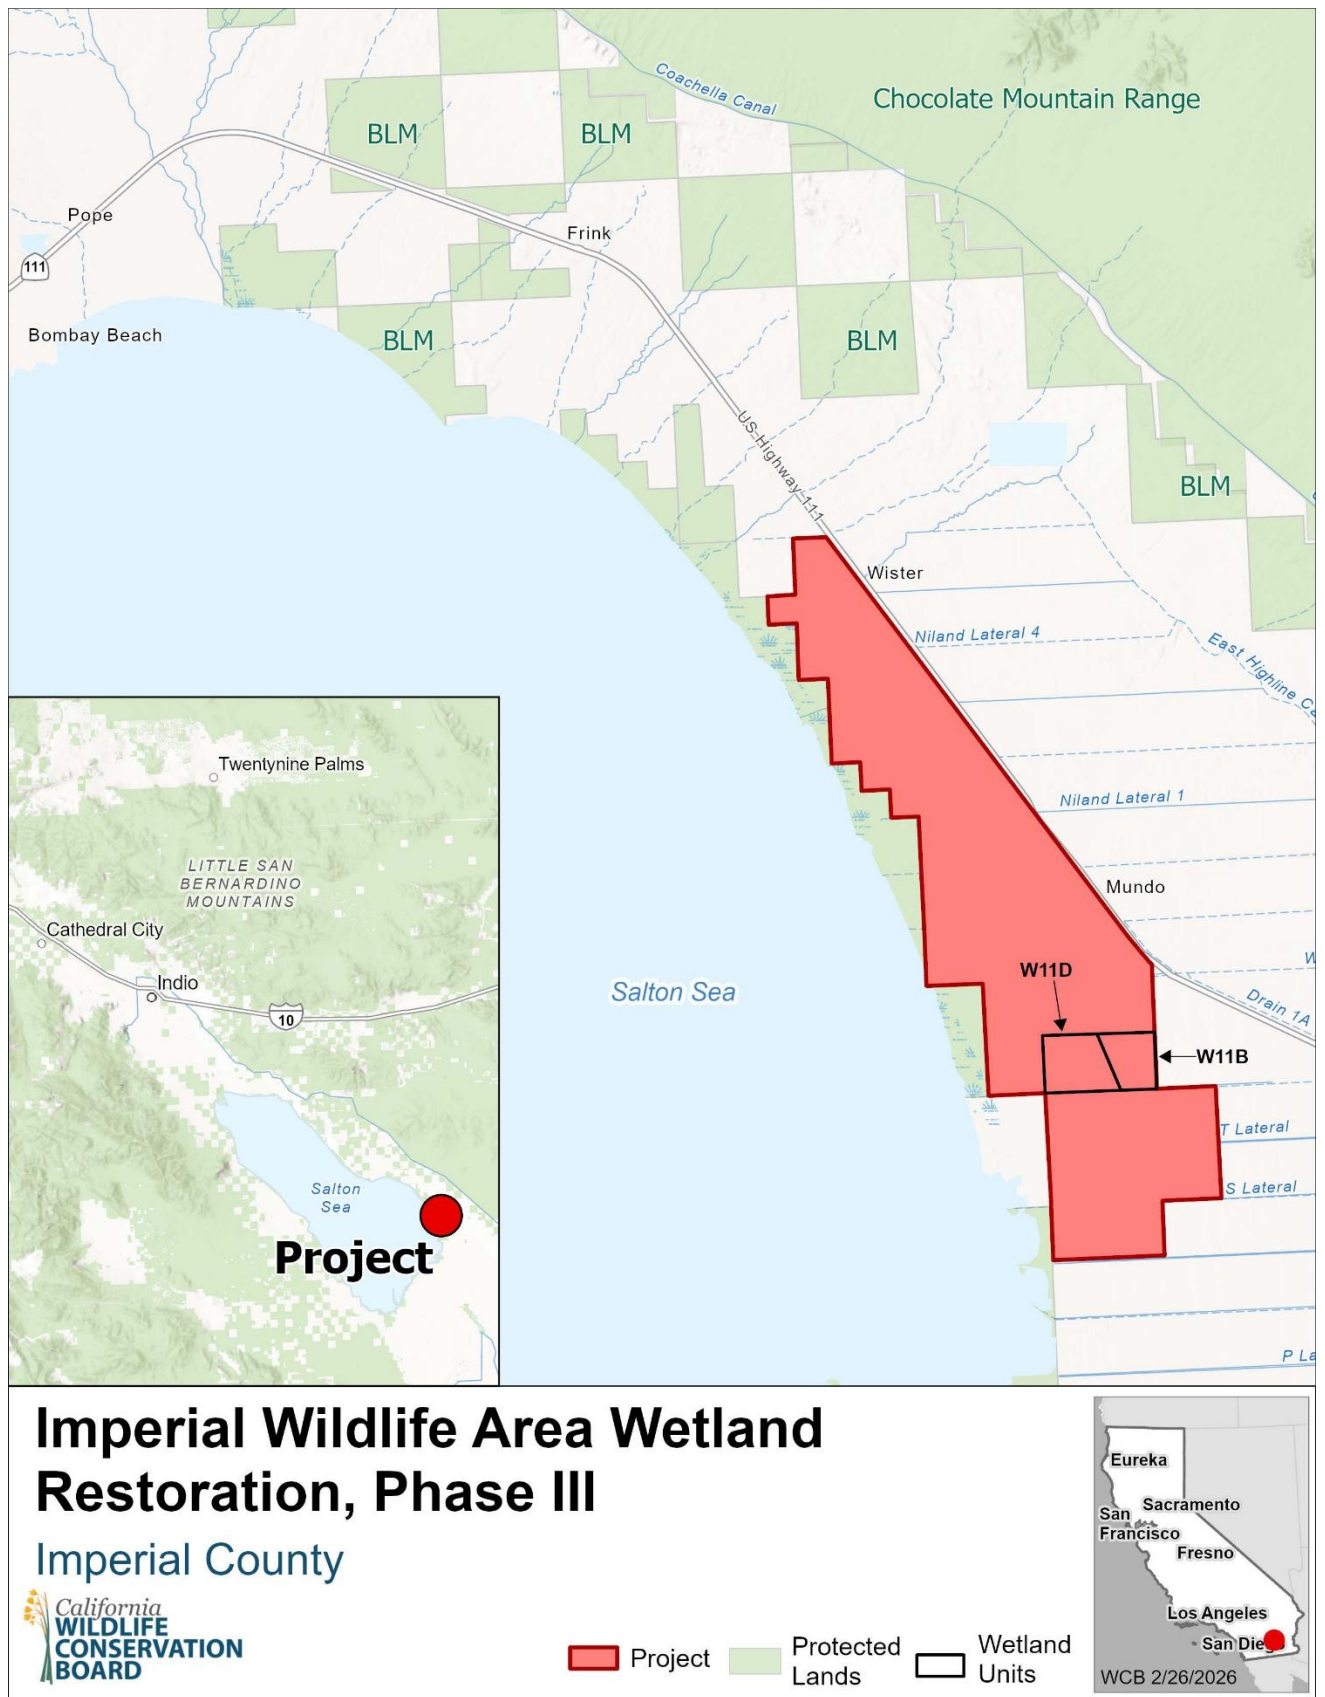 Coachella Canal
Chocolate Mountain Range
BLM
BLM
Pope
Frink
111
Bombay Beach
BLM
BLM
US Highway 111
BLM
Wister
Niland Lateral 4
East Highline Ca
Niland Lateral 1
Mundo
W
W11D
Salton Sea
Drain 1A
W11B
T Lateral
S Lateral
P La
Twentynine Palms
LITTLE SAN
BERNARDINO
MOUNTAINS
Cathedral City
Indio
10
Salton
Sea
Project
Imperial Wildlife Area Wetland
Restoration, Phase III
Imperial County
California
WILDLIFE
CONSERVATION
BOARD
Project
Protected
Lands
Wetland
Units
Eureka
Sacramento
San
Francisco
Fresno
Los Angeles
San Die
WCB 2/26/2026